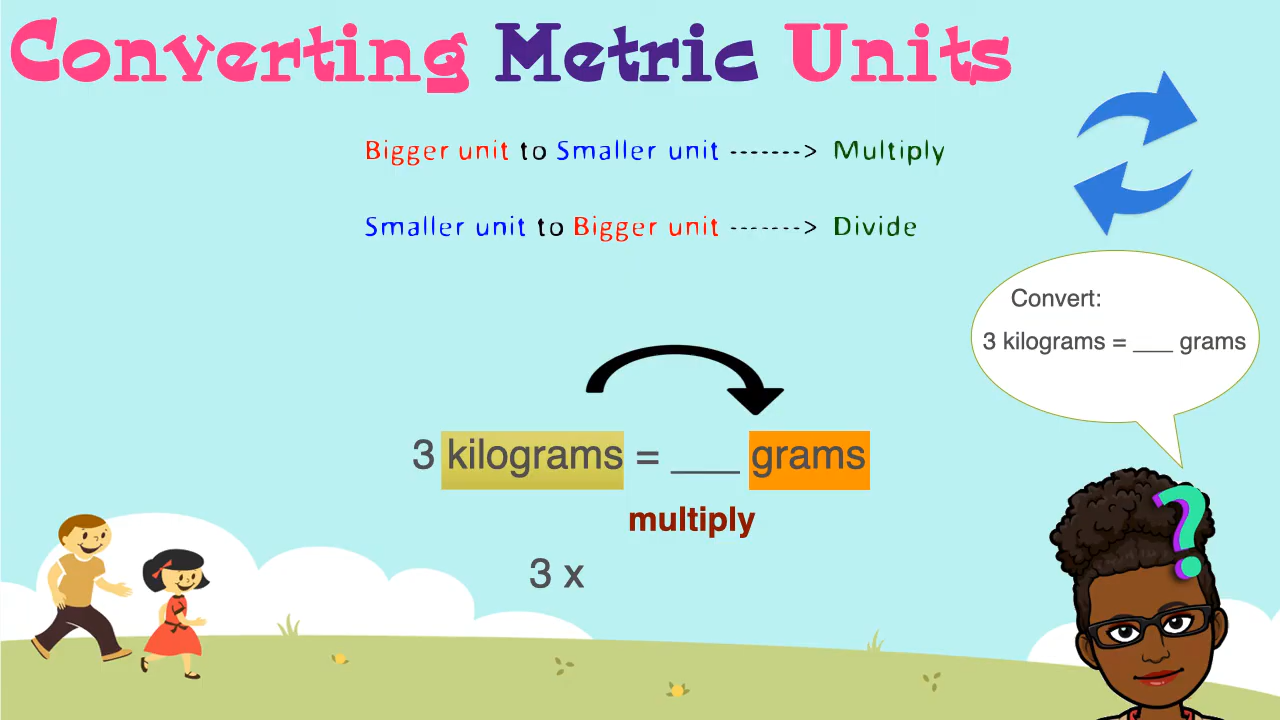 Converting Metric Units
Bigger unit to Smaller unit -------> Multiply
Smaller unit to Bigger unit -------> Divide
Convert:
3 kilograms = ___ grams
3 kilograms = ___ grams
multiply
3 x
?